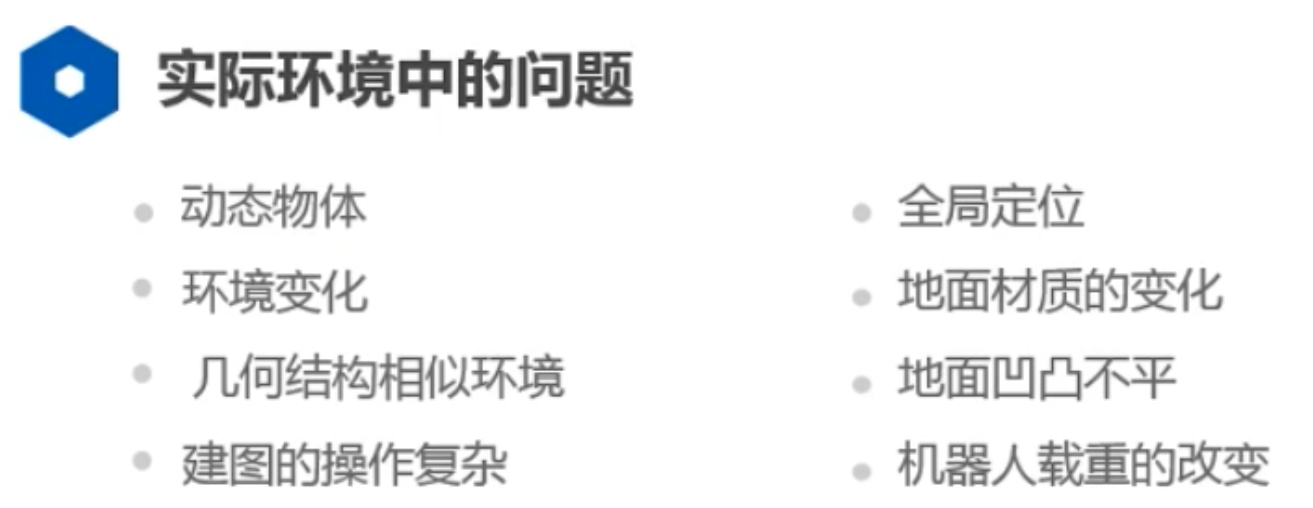 实际环境中的问题
动态物体
环境变化
几何结构相似环境
建图的操作复杂
全局定位
地面材质的变化
地面凹凸不平
机器人载重的改变